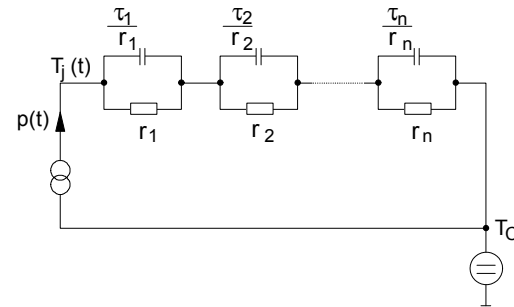 τ1 τ2 τn
r1 r2 rn
Tj(t)
p(t)
r1 r2 rn
TC